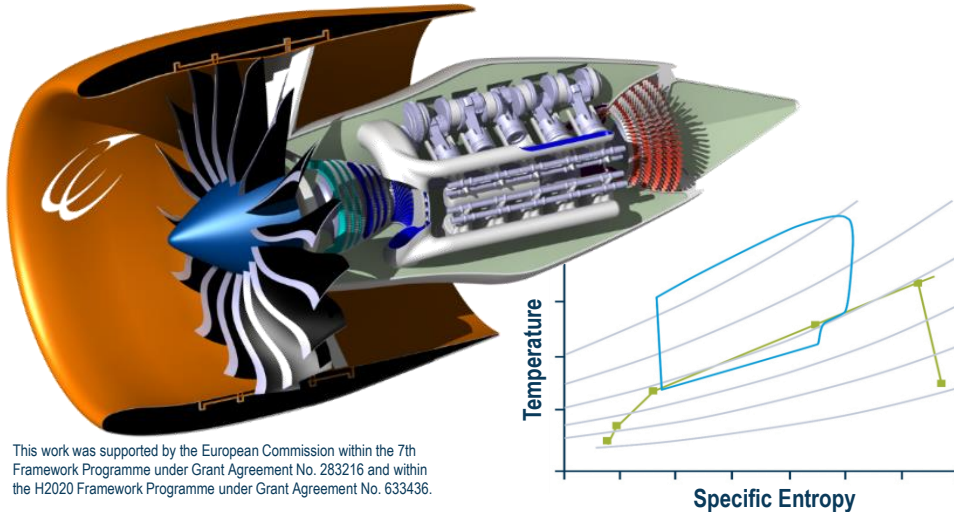 Temperature
This work was supported by the European Commission within the 7th
Framework Programme under Grant Agreement No. 283216 and within
the H2020 Framework Programme under Grant Agreement No. 633436.
Specific Entropy